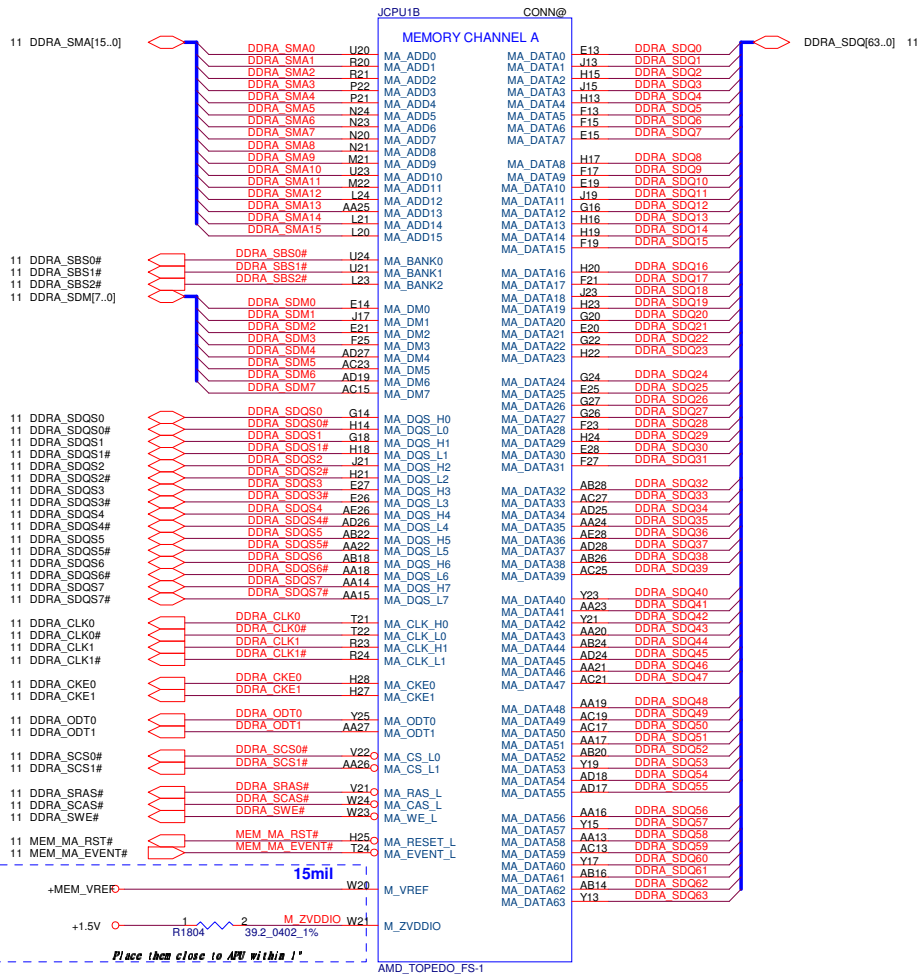 JCPU1B CONN@
MEMORY CHANNEL A
11 DDRA_SMA[15..0] DDRA_SDQ[63..0] 11
DDRA_SMA0 U20 MA_ADD0 MA_DATA0 E13 DDRA_SDQ0
DDRA_SMA1 R20 MA_ADD1 MA_DATA1 J13 DDRA_SDQ1
DDRA_SMA2 R21 MA_ADD2 MA_DATA2 H15 DDRA_SDQ2
DDRA_SMA3 P22 MA_ADD3 MA_DATA3 J15 DDRA_SDQ3
DDRA_SMA4 P21 MA_ADD4 MA_DATA4 H13 DDRA_SDQ4
DDRA_SMA5 N24 MA_ADD5 MA_DATA5 F13 DDRA_SDQ5
DDRA_SMA6 N23 MA_ADD6 MA_DATA6 F15 DDRA_SDQ6
DDRA_SMA7 N20 MA_ADD7 MA_DATA7 E15 DDRA_SDQ7
DDRA_SMA8 N21 MA_ADD8
DDRA_SMA9 M21 MA_ADD9 MA_DATA8 H17 DDRA_SDQ8
DDRA_SMA10 U23 MA_ADD10 MA_DATA9 F17 DDRA_SDQ9
DDRA_SMA11 M22 MA_ADD11 MA_DATA10 E19 DDRA_SDQ10
DDRA_SMA12 L24 MA_ADD12 MA_DATA11 J19 DDRA_SDQ11
DDRA_SMA13 AA25 MA_ADD13 MA_DATA12 G16 DDRA_SDQ12
DDRA_SMA14 L21 MA_ADD14 MA_DATA13 H16 DDRA_SDQ13
DDRA_SMA15 L20 MA_ADD15 MA_DATA14 H19 DDRA_SDQ14
MA_DATA15 F19 DDRA_SDQ15
11 DDRA_SBS0# DDRA_SBS0# U24 MA_BANK0
11 DDRA_SBS1# DDRA_SBS1# U21 MA_BANK1 MA_DATA16 H20 DDRA_SDQ16
11 DDRA_SBS2# DDRA_SBS2# L23 MA_BANK2 MA_DATA17 F21 DDRA_SDQ17
11 DDRA_SDM[7..0] MA_DATA18 J23 DDRA_SDQ18
DDRA_SDM0 E14 MA_DM0 MA_DATA19 H23 DDRA_SDQ19
DDRA_SDM1 J17 MA_DM1 MA_DATA20 G20 DDRA_SDQ20
DDRA_SDM2 E21 MA_DM2 MA_DATA21 E20 DDRA_SDQ21
DDRA_SDM3 F25 MA_DM3 MA_DATA22 G22 DDRA_SDQ22
DDRA_SDM4 AD27 MA_DM4 MA_DATA23 H22 DDRA_SDQ23
DDRA_SDM5 AC23 MA_DM5
DDRA_SDM6 AD19 MA_DM6 MA_DATA24 G24 DDRA_SDQ24
DDRA_SDM7 AC15 MA_DM7 MA_DATA25 E25 DDRA_SDQ25
MA_DATA26 G27 DDRA_SDQ26
11 DDRA_SDQS0 DDRA_SDQS0 G14 MA_DQS_H0 MA_DATA27 G26 DDRA_SDQ27
11 DDRA_SDQS0# DDRA_SDQS0# H14 MA_DQS_L0 MA_DATA28 F23 DDRA_SDQ28
11 DDRA_SDQS1 DDRA_SDQS1 G18 MA_DQS_H1 MA_DATA29 H24 DDRA_SDQ29
11 DDRA_SDQS1# DDRA_SDQS1# H18 MA_DQS_L1 MA_DATA30 E28 DDRA_SDQ30
11 DDRA_SDQS2 DDRA_SDQS2 J21 MA_DQS_H2 MA_DATA31 F27 DDRA_SDQ31
11 DDRA_SDQS2# DDRA_SDQS2# H21 MA_DQS_L2
11 DDRA_SDQS3 DDRA_SDQS3 E27 MA_DQS_H3 MA_DATA32 AB28 DDRA_SDQ32
11 DDRA_SDQS3# DDRA_SDQS3# E26 MA_DQS_L3 MA_DATA33 AC27 DDRA_SDQ33
11 DDRA_SDQS4 DDRA_SDQS4 AE26 MA_DQS_H4 MA_DATA34 AD25 DDRA_SDQ34
11 DDRA_SDQS4# DDRA_SDQS4# AD26 MA_DQS_L4 MA_DATA35 AA24 DDRA_SDQ35
11 DDRA_SDQS5 DDRA_SDQS5 AB22 MA_DQS_H5 MA_DATA36 AE28 DDRA_SDQ36
11 DDRA_SDQS5# DDRA_SDQS5# AA22 MA_DQS_L5 MA_DATA37 AD28 DDRA_SDQ37
11 DDRA_SDQS6 DDRA_SDQS6 AB18 MA_DQS_H6 MA_DATA38 AB26 DDRA_SDQ38
11 DDRA_SDQS6# DDRA_SDQS6# AA18 MA_DQS_L6 MA_DATA39 AC25 DDRA_SDQ39
11 DDRA_SDQS7 DDRA_SDQS7 AA14 MA_DQS_H7
11 DDRA_SDQS7# DDRA_SDQS7# AA15 MA_DQS_L7 MA_DATA40 Y23 DDRA_SDQ40
MA_DATA41 AA23 DDRA_SDQ41
11 DDRA_CLK0 DDRA_CLK0 T21 MA_CLK_H0 MA_DATA42 Y21 DDRA_SDQ42
11 DDRA_CLK0# DDRA_CLK0# T22 MA_CLK_L0 MA_DATA43 AA20 DDRA_SDQ43
11 DDRA_CLK1 DDRA_CLK1 R23 MA_CLK_H1 MA_DATA44 AB24 DDRA_SDQ44
11 DDRA_CLK1# DDRA_CLK1# R24 MA_CLK_L1 MA_DATA45 AD24 DDRA_SDQ45
MA_DATA46 AA21 DDRA_SDQ46
11 DDRA_CKE0 DDRA_CKE0 H28 MA_CKE0 MA_DATA47 AC21 DDRA_SDQ47
11 DDRA_CKE1 DDRA_CKE1 H27 MA_CKE1
MA_DATA48 AA19 DDRA_SDQ48
11 DDRA_ODT0 DDRA_ODT0 Y25 MA_ODT0 MA_DATA49 AC19 DDRA_SDQ49
11 DDRA_ODT1 DDRA_ODT1 AA27 MA_ODT1 MA_DATA50 AC17 DDRA_SDQ50
MA_DATA51 AA17 DDRA_SDQ51
11 DDRA_SCS0# DDRA_SCS0# V22 MA_CS_L0 MA_DATA52 AB20 DDRA_SDQ52
11 DDRA_SCS1# DDRA_SCS1# AA26 MA_CS_L1 MA_DATA53 Y19 DDRA_SDQ53
MA_DATA54 AD18 DDRA_SDQ54
11 DDRA_SRAS# DDRA_SRAS# V21 MA_RAS_L MA_DATA55 AD17 DDRA_SDQ55
11 DDRA_SCAS# DDRA_SCAS# W24 MA_CAS_L
11 DDRA_SWE# DDRA_SWE# W23 MA_WE_L MA_DATA56 AA16 DDRA_SDQ56
MA_DATA57 Y15 DDRA_SDQ57
11 MEM_MA_RST# MEM_MA_RST# H25 MA_RESET_L MA_DATA58 AA13 DDRA_SDQ58
11 MEM_MA_EVENT# MEM_MA_EVENT# T24 MA_EVENT_L MA_DATA59 AC13 DDRA_SDQ59
MA_DATA60 Y17 DDRA_SDQ60
15mil MA_DATA61 AB16 DDRA_SDQ61
+MEM_VREF W20 M_VREF MA_DATA62 AB14 DDRA_SDQ62
MA_DATA63 Y13 DDRA_SDQ63
+1.5V 1 2 M_ZVDDIO W21 M_ZVDDIO
R1804 39.2_0402_1%
Place them close to APU within 1"
AMD_TOPEDO_FS-1